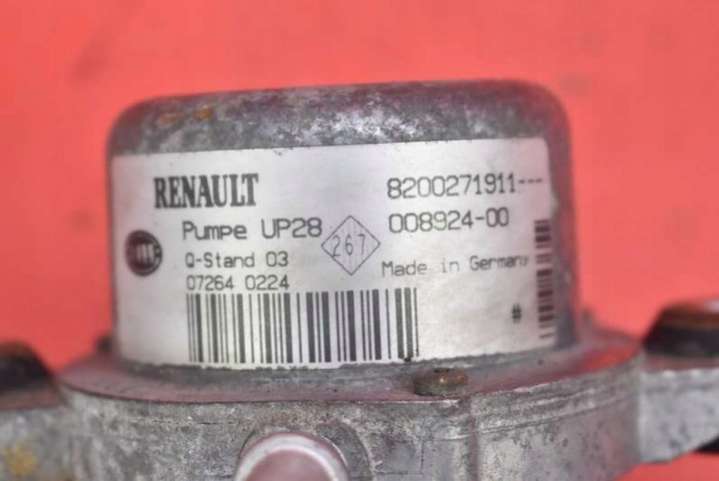 RENAULT 8200271911---
Pumpe UP28 267 008924-00
Q-Stand 03 Made in Germany
07264 0224 #